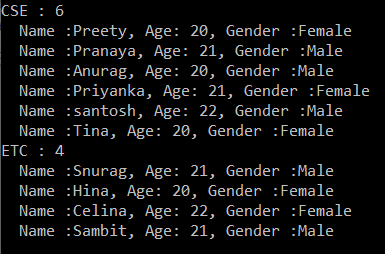 CSE : 6
  Name :Preety, Age: 20, Gender :Female
  Name :Pranaya, Age: 21, Gender :Male
  Name :Anurag, Age: 20, Gender :Male
  Name :Priyanka, Age: 21, Gender :Female
  Name :santosh, Age: 22, Gender :Male
  Name :Tina, Age: 20, Gender :Female
ETC : 4
  Name :Snurag, Age: 21, Gender :Male
  Name :Hina, Age: 20, Gender :Female
  Name :Celina, Age: 22, Gender :Female
  Name :Sambit, Age: 21, Gender :Male